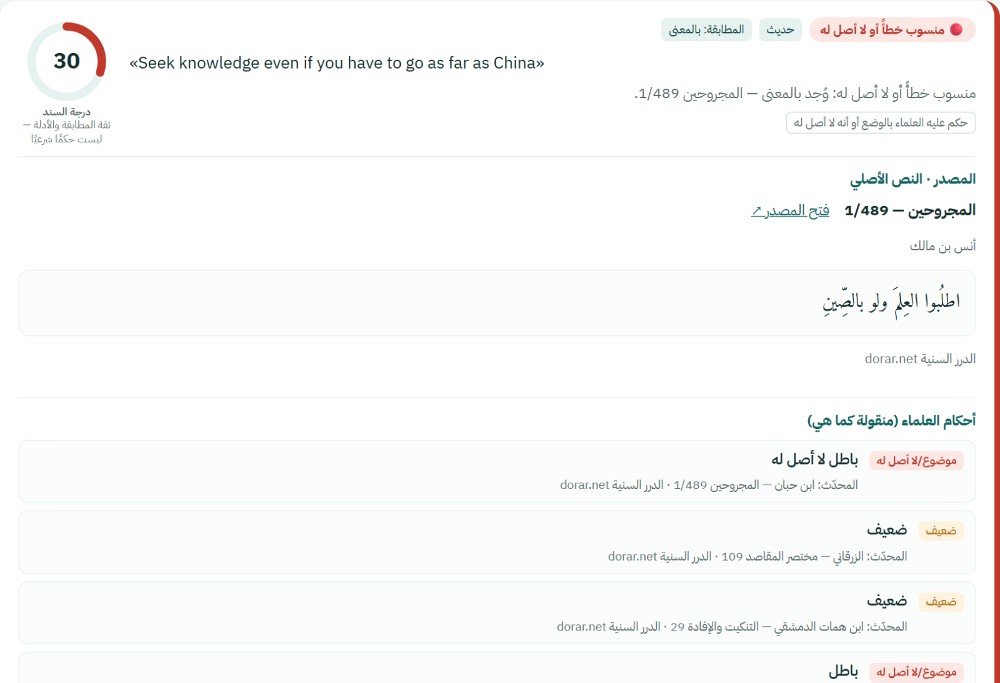 منسوب خطأً أو لا أصل له
حديث
المطابقة: بالمعنى
«Seek knowledge even if you have to go as far as China»
منسوب خطأً أو لا أصل له: وُجد بالمعنى — المجروحين 1/489.
حكم عليه العلماء بالوضع أو أنه لا أصل له
30
درجة السند
ثقة المطابقة والأدلة —
ليست حكمًا شرعيًا
المصدر · النص الأصلي
المجروحين — 1/489 فتح المصدر ↗
أنس بن مالك
اطلُبوا العِلمَ ولو بالصِّينِ
الدرر السنية dorar.net
أحكام العلماء (منقولة كما هي)
موضوع/لا أصل له باطل لا أصل له
المحدّث: ابن حبان — المجروحين 1/489 · الدرر السنية dorar.net
ضعيف ضعيف
المحدّث: الزرقاني — مختصر المقاصد 109 · الدرر السنية dorar.net
ضعيف ضعيف
المحدّث: ابن همات الدمشقي — التنكيت والإفادة 29 · الدرر السنية dorar.net
موضوع/لا أصل له باطل